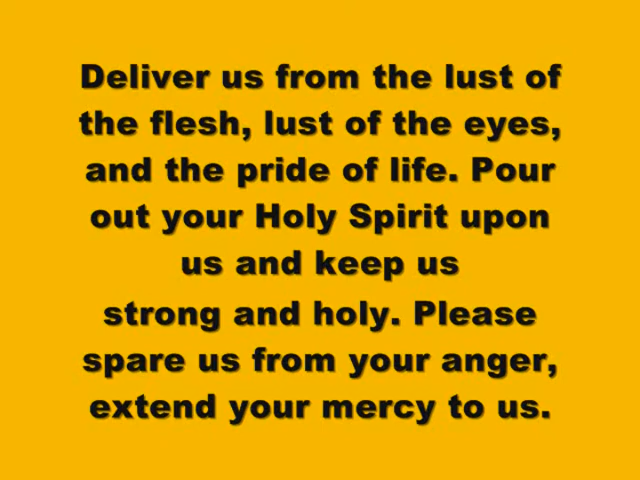 Deliver us from the lust of
the flesh, lust of the eyes,
and the pride of life. Pour
out your Holy Spirit upon
us and keep us
strong and holy. Please
spare us from your anger,
extend your mercy to us.